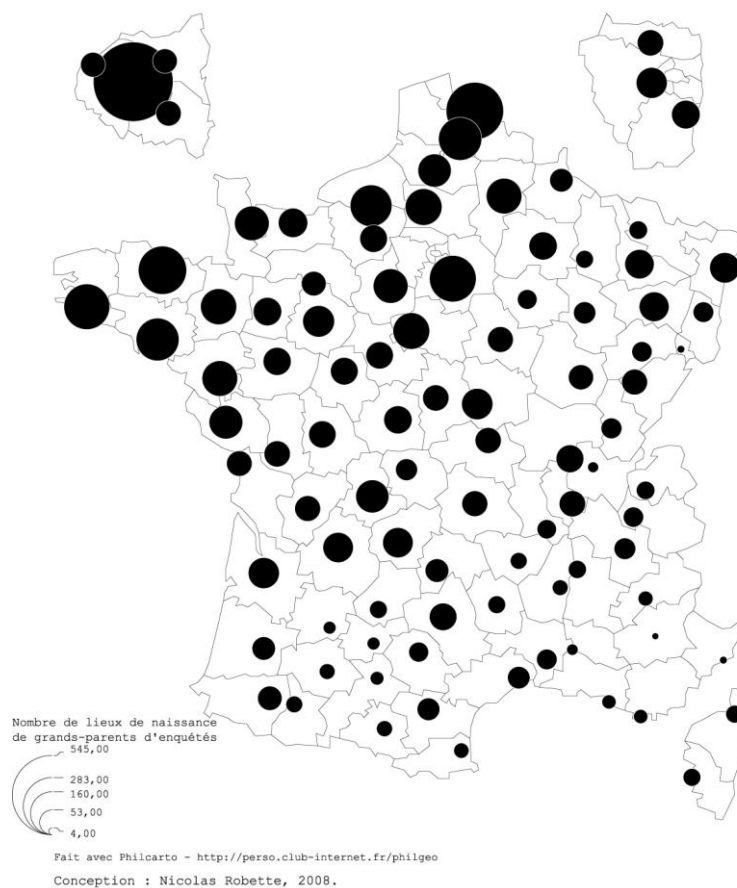 Nombre de lieux de naissance
de grands-parents d'enquétés
545,00
283,00
160,00
53,00
4,00
Fait avec Philcarto - http://perso.club-internet.fr/philgeo
Conception : Nicolas Robette, 2008.